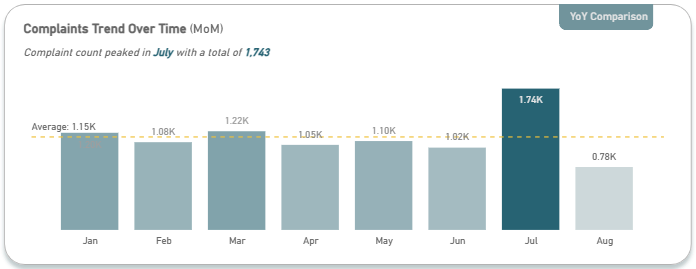 YoY Comparison
Complaints Trend Over Time (MoM)
Complaint count peaked in July with a total of 1,743
Average: 1.15K
1.08K
1.22K
1.05K
1.10K
1.02K
1.74K
0.78K
Jan Feb Mar Apr May Jun Jul Aug